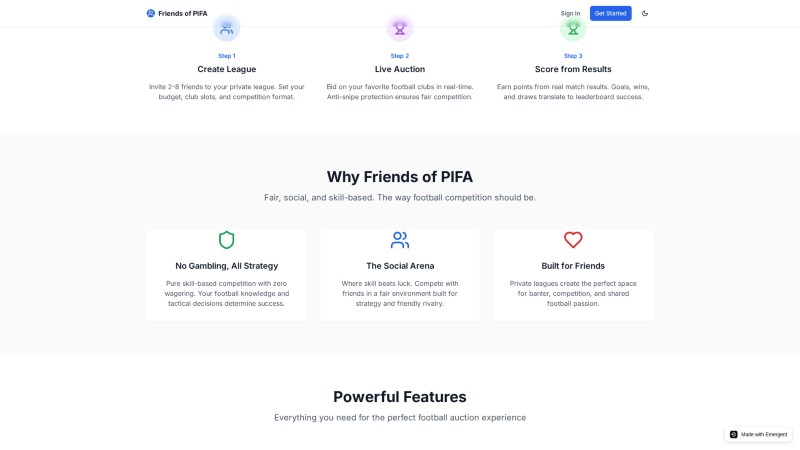 Friends of PIFA
Sign In
Get Started
Step 1
Create League
Invite 2-8 friends to your private league. Set your
budget, club slots, and competition format.
Step 2
Live Auction
Bid on your favorite football clubs in real-time.
Anti-snipe protection ensures fair competition.
Step 3
Score from Results
Earn points from real match results. Goals, wins,
and draws translate to leaderboard success.
Why Friends of PIFA
Fair, social, and skill-based. The way football competition should be.
No Gambling, All Strategy
Pure skill-based competition with zero
wagering. Your football knowledge and
tactical decisions determine success.
The Social Arena
Where skill beats luck. Compete with
friends in a fair environment built for
strategy and friendly rivalry.
Built for Friends
Private leagues create the perfect space
for banter, competition, and shared
football passion.
Powerful Features
Everything you need for the perfect football auction experience
Made with Emergent